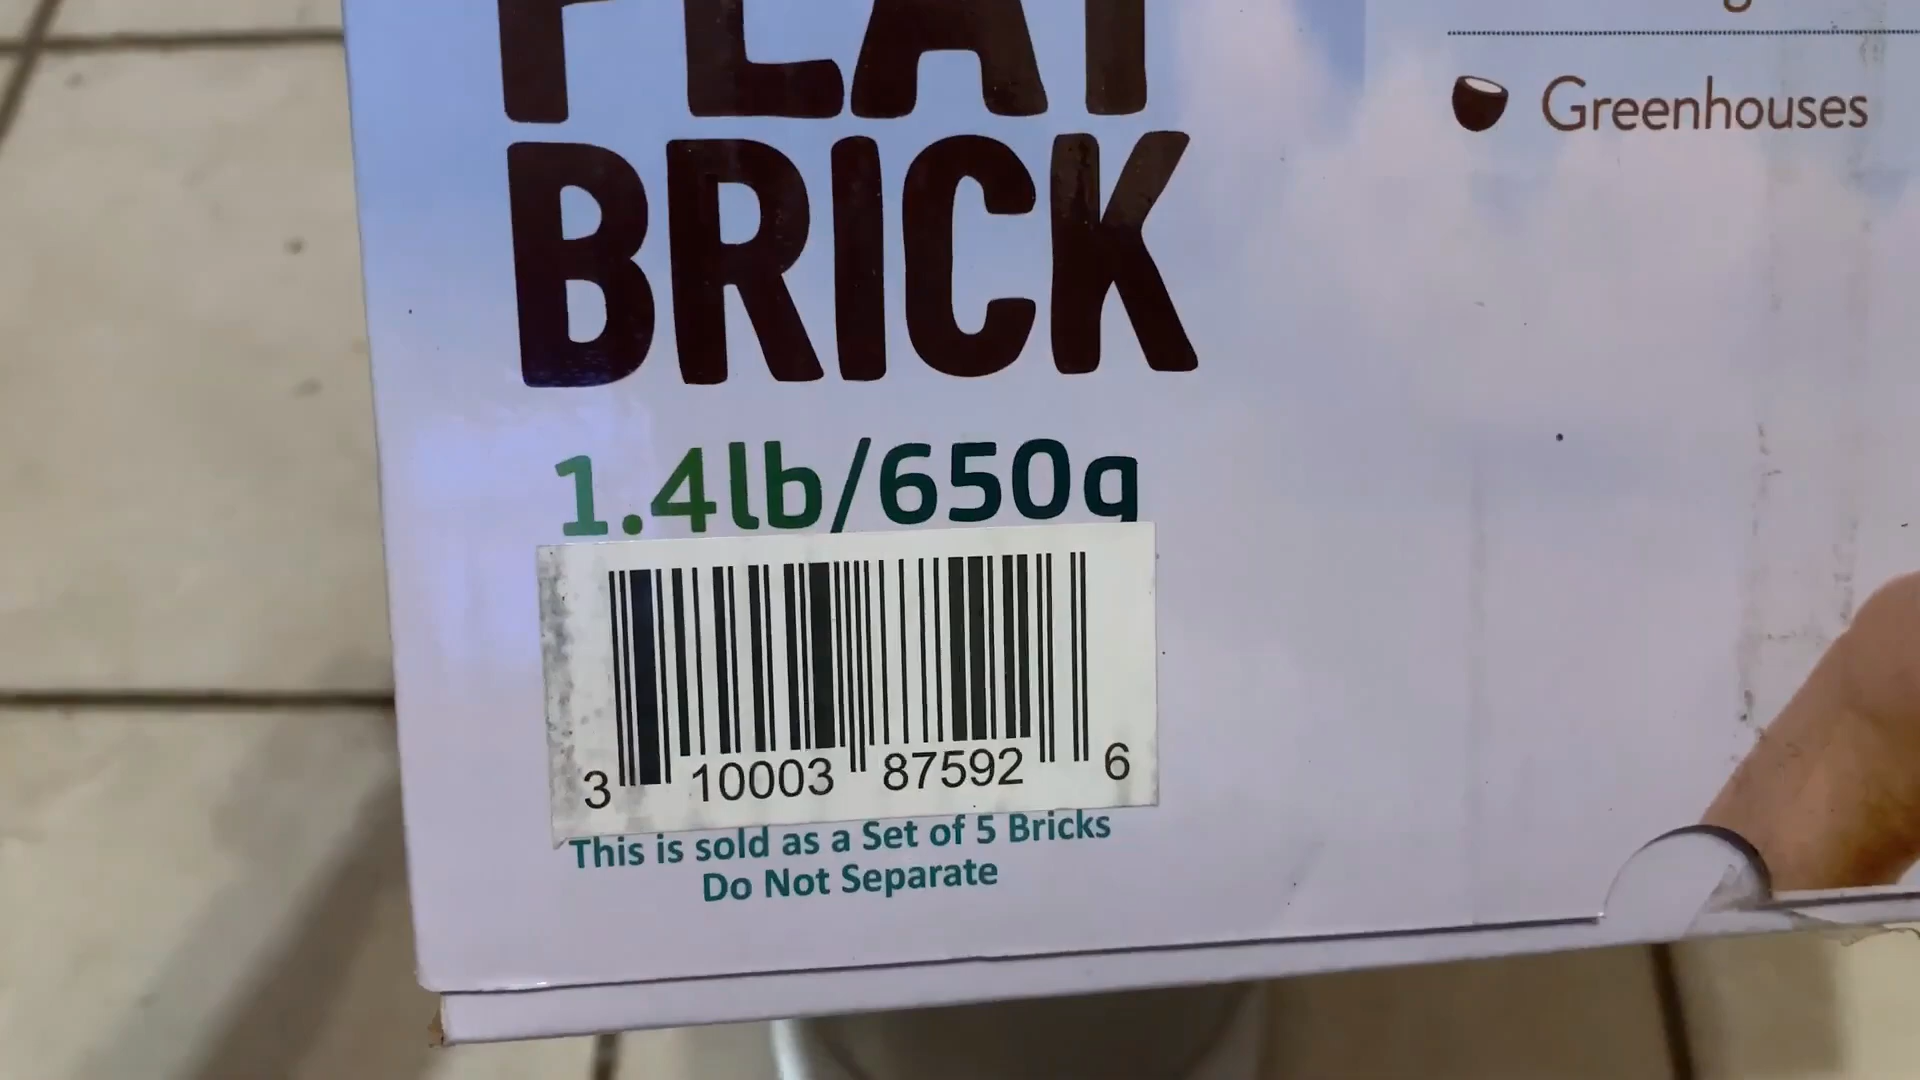 BRICK
Greenhouses
1.4lb/650g
3 10003 87592 6
This is sold as a Set of 5 Bricks
Do Not Separate